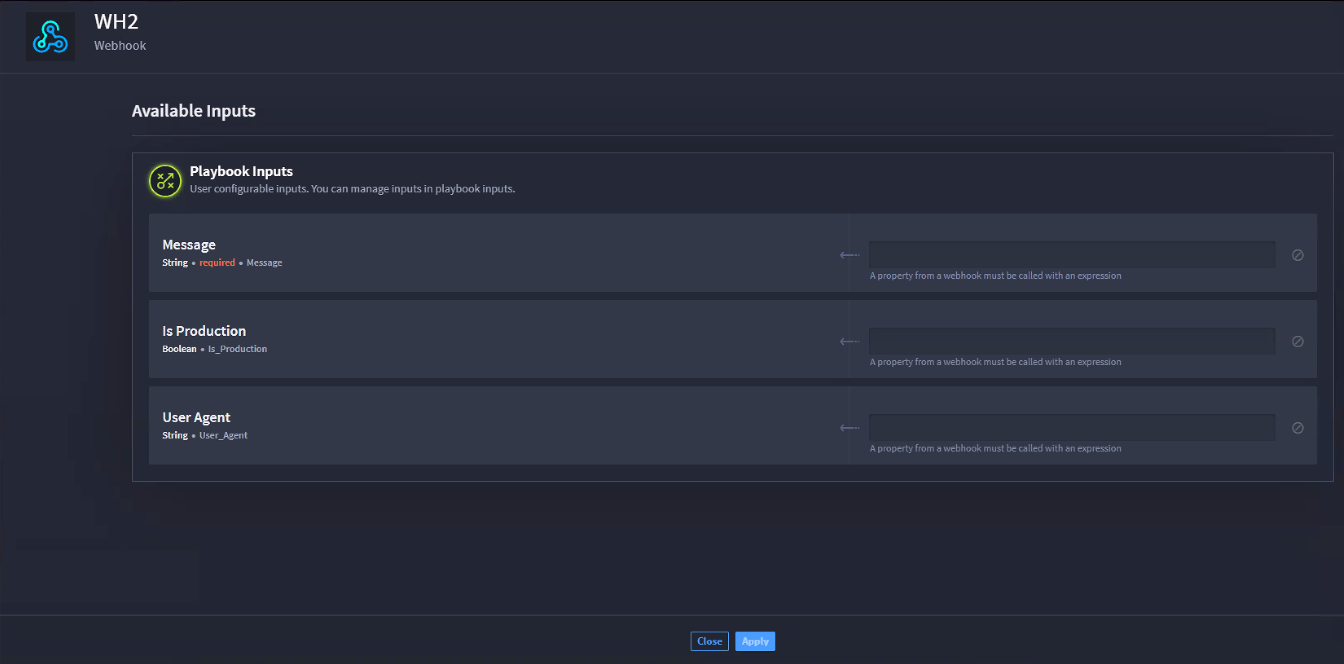 WH2
Webhook
Available Inputs
Playbook Inputs
User configurable inputs. You can manage inputs in playbook inputs.
Message
String • required • Message
A property from a webhook must be called with an expression
Is Production
Boolean • Is_Production
A property from a webhook must be called with an expression
User Agent
String • User_Agent
A property from a webhook must be called with an expression
Close Apply